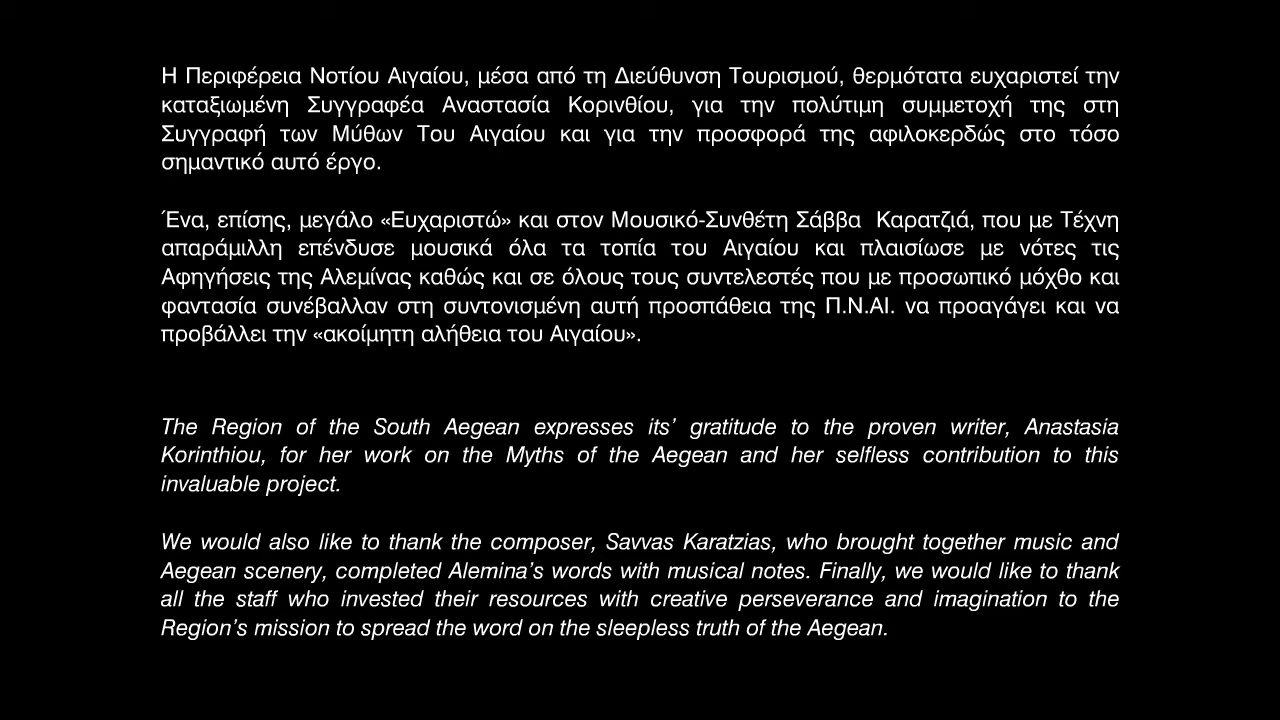 Η Περιφέρεια Νοτίου Αιγαίου, μέσα από τη Διεύθυνση Τουρισμού, θερμότατα ευχαριστεί την
καταξιωμένη Συγγραφέα Αναστασία Κορινθίου, για την πολύτιμη συμμετοχή της στη
Συγγραφή των Μύθων Του Αιγαίου και για την προσφορά της αφιλοκερδώς στο τόσο
σημαντικό αυτό έργο.
Ένα, επίσης, μεγάλο «Ευχαριστώ» και στον Μουσικό-Συνθέτη Σάββα  Καρατζιά, που με Τέχνη
απαράμιλλη επένδυσε μουσικά όλα τα τοπία του Αιγαίου και πλαισίωσε με νότες τις
Αφηγήσεις της Αλεμίνας καθώς και σε όλους τους συντελεστές που με προσωπικό μόχθο και
φαντασία συνέβαλλαν στη συντονισμένη αυτή προσπάθεια της Π.Ν.ΑΙ. να προαγάγει και να
προβάλλει την «ακοίμητη αλήθεια του Αιγαίου».
The Region of the South Aegean expresses its’ gratitude to the proven writer, Anastasia
Korinthiou, for her work on the Myths of the Aegean and her selfless contribution to this
invaluable project.
We would also like to thank the composer, Savvas Karatzias, who brought together music and
Aegean scenery, completed Alemina’s words with musical notes. Finally, we would like to thank
all the staff who invested their resources with creative perseverance and imagination to the
Region’s mission to spread the word on the sleepless truth of the Aegean.